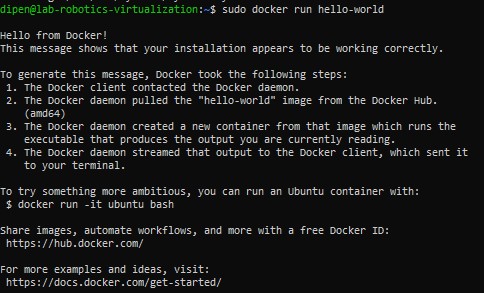 dipen@lab-robotics-virtualization:~$ sudo docker run hello-world
Hello from Docker!
This message shows that your installation appears to be working correctly.
To generate this message, Docker took the following steps:
1. The Docker client contacted the Docker daemon.
2. The Docker daemon pulled the "hello-world" image from the Docker Hub.
(amd64)
3. The Docker daemon created a new container from that image which runs the
executable that produces the output you are currently reading.
4. The Docker daemon streamed that output to the Docker client, which sent it
to your terminal.
To try something more ambitious, you can run an Ubuntu container with:
$ docker run -it ubuntu bash
Share images, automate workflows, and more with a free Docker ID:
https://hub.docker.com/
For more examples and ideas, visit:
https://docs.docker.com/get-started/